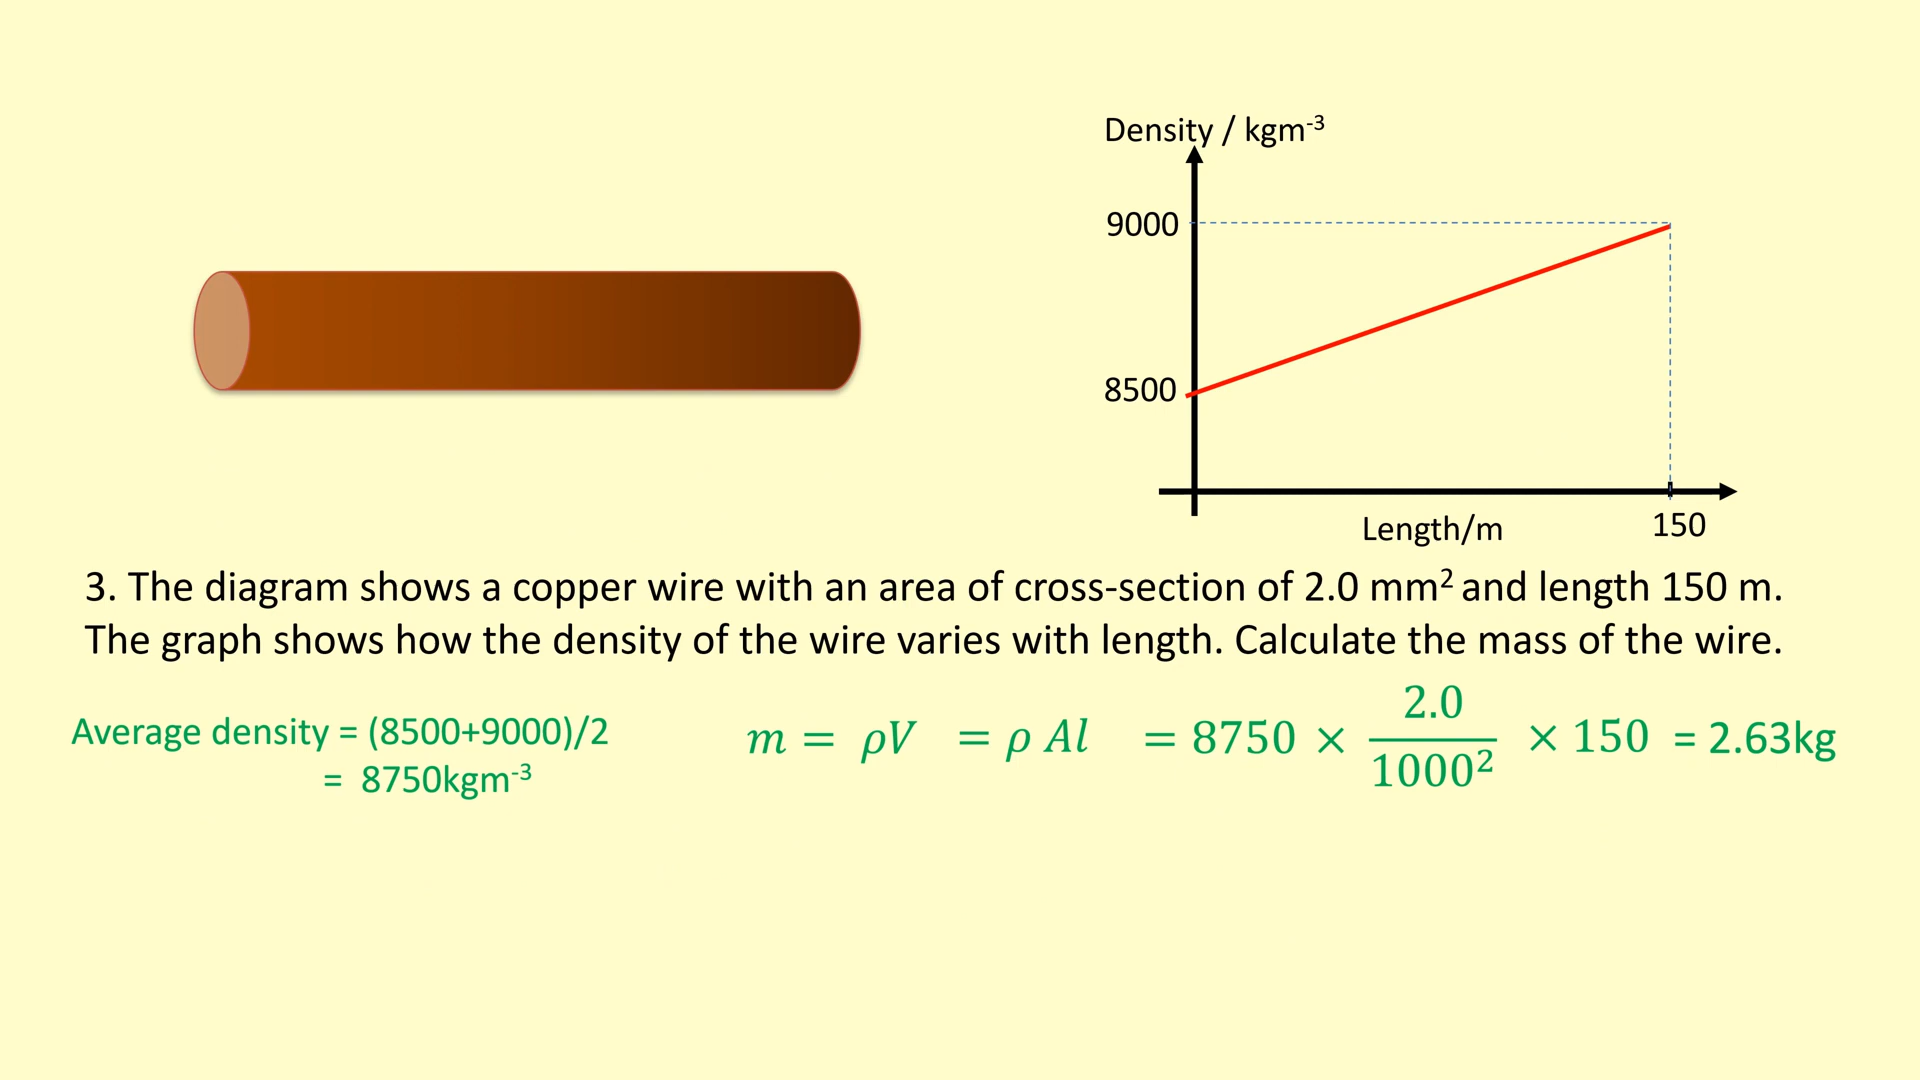 Density / kgm⁻³
9000
8500
Length/m
150
3. The diagram shows a copper wire with an area of cross-section of 2.0 mm² and length 150 m.
The graph shows how the density of the wire varies with length. Calculate the mass of the wire.
Average density = (8500+9000)/2
= 8750kgm⁻³
m = ρV = ρ Al = 8750 × 2.0/1000² × 150 = 2.63kg